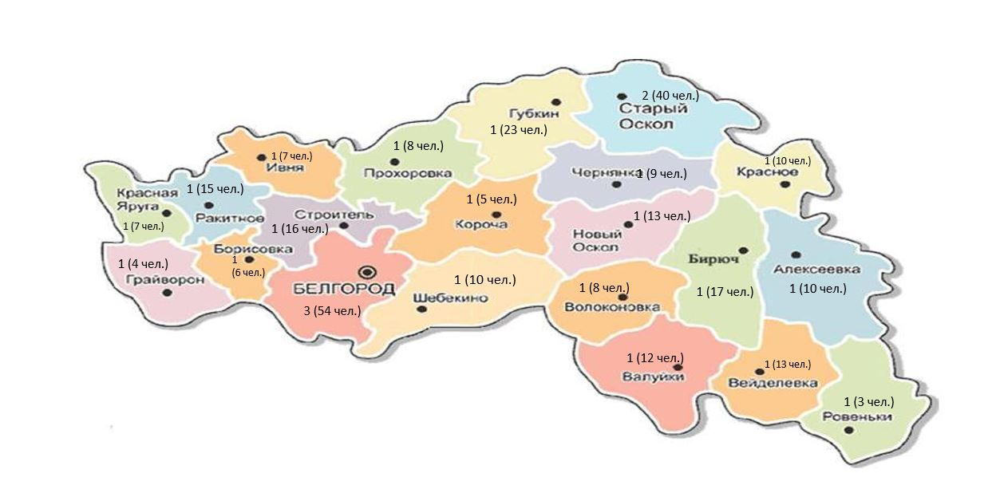 2 (40 чел.)
Старый
Оскол
Губкин
1 (23 чел.)
1 (8 чел.)
Прохоровка
1 (7 чел.)
Ивня
1 (10 чел.)
Красное
Чернянка
1 (9 чел.)
Красная
Яруга
1 (7 чел.)
1 (15 чел.)
Ракитное
Строитель
1 (16 чел.)
1 (5 чел.)
Короча
1 (13 чел.)
Новый
Оскол
Бирюч
1 (17 чел.)
Алексеевка
1 (10 чел.)
1 (4 чел.)
Грайворон
Борисовка
1
(6 чел.)
БЕЛГОРОД
3 (54 чел.)
1 (10 чел.)
Шебекино
1 (8 чел.)
Волоконовка
1 (12 чел.)
Валуйки
1 (13 чел.)
Вейделевка
1 (3 чел.)
Ровеньки